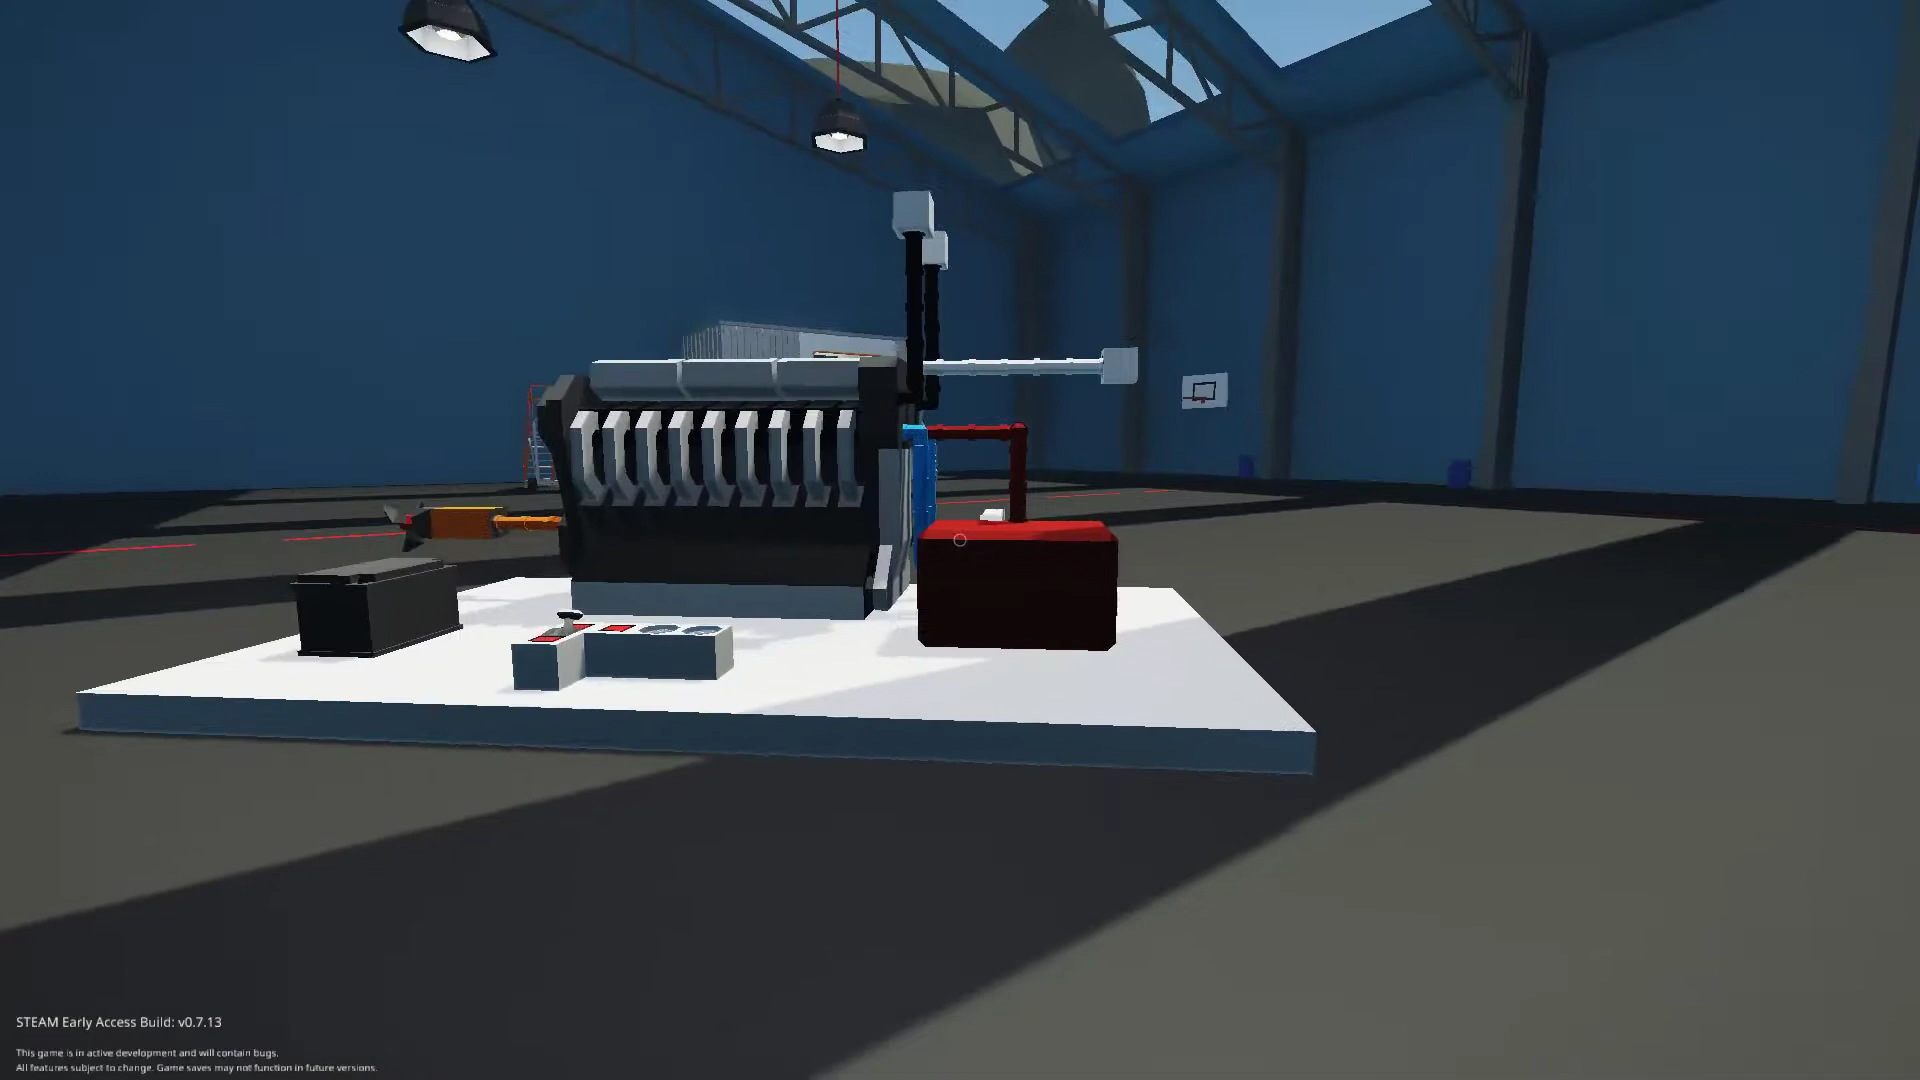 STEAM Early Access Build: v0.7.13
This game is in active development and will contain bugs.
All features subject to change. Game saves may not function in future versions.